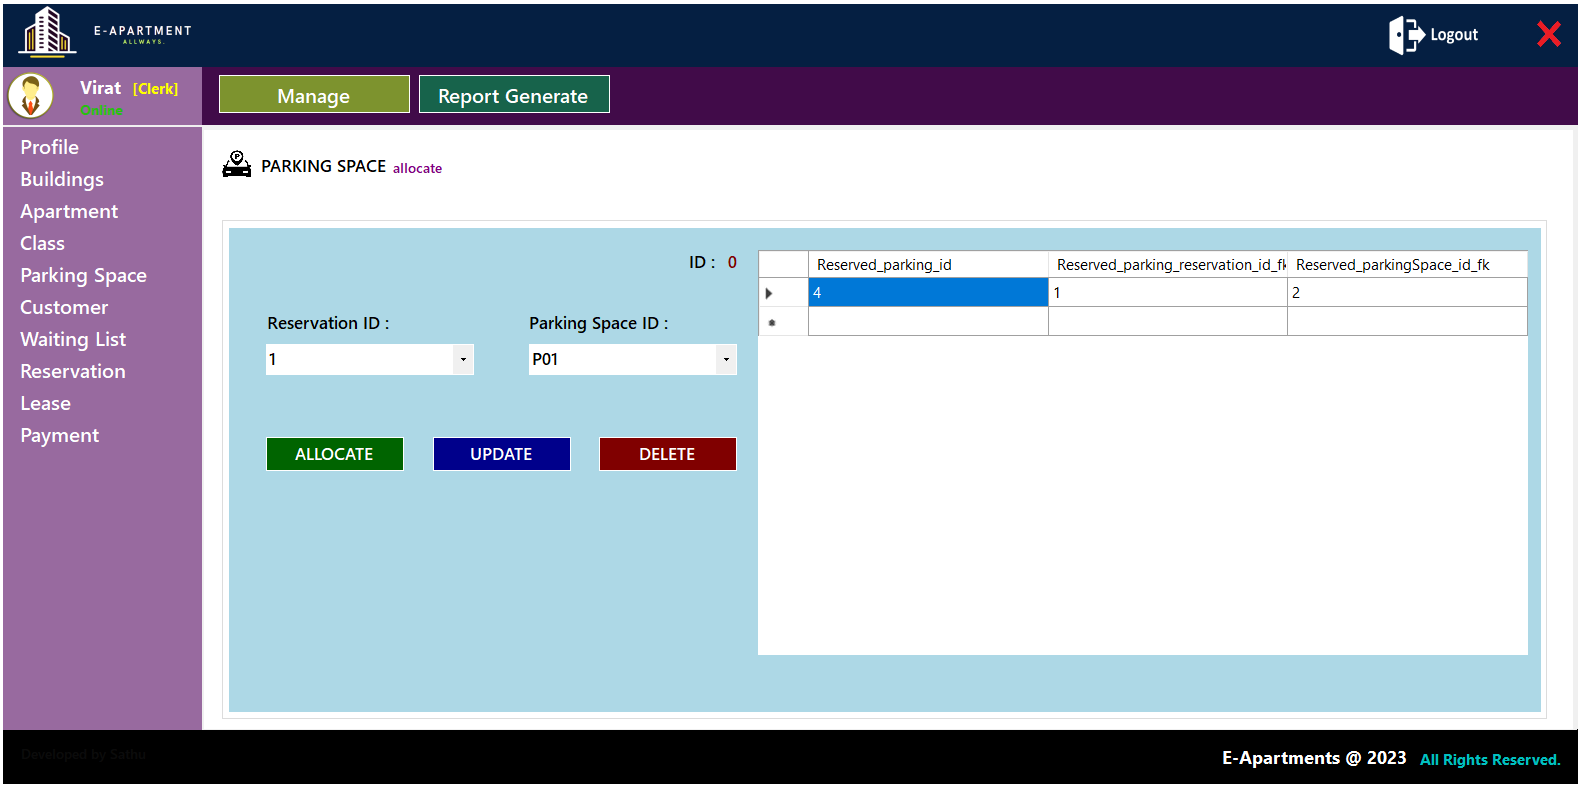 E-APARTMENT
ALLWAYS.
Logout
Virat [Clerk]
Online
Manage
Report Generate
Profile
Buildings
Apartment
Class
Parking Space
Customer
Waiting List
Reservation
Lease
Payment
P
PARKING SPACE allocate
ID : 0
Reservation ID :
Parking Space ID :
1
P01
ALLOCATE
UPDATE
DELETE
Reserved_parking_id
Reserved_parking_reservation_id_fk
Reserved_parkingSpace_id_fk
4
1
2
Developed by Sathu
E-Apartments @ 2023 All Rights Reserved.